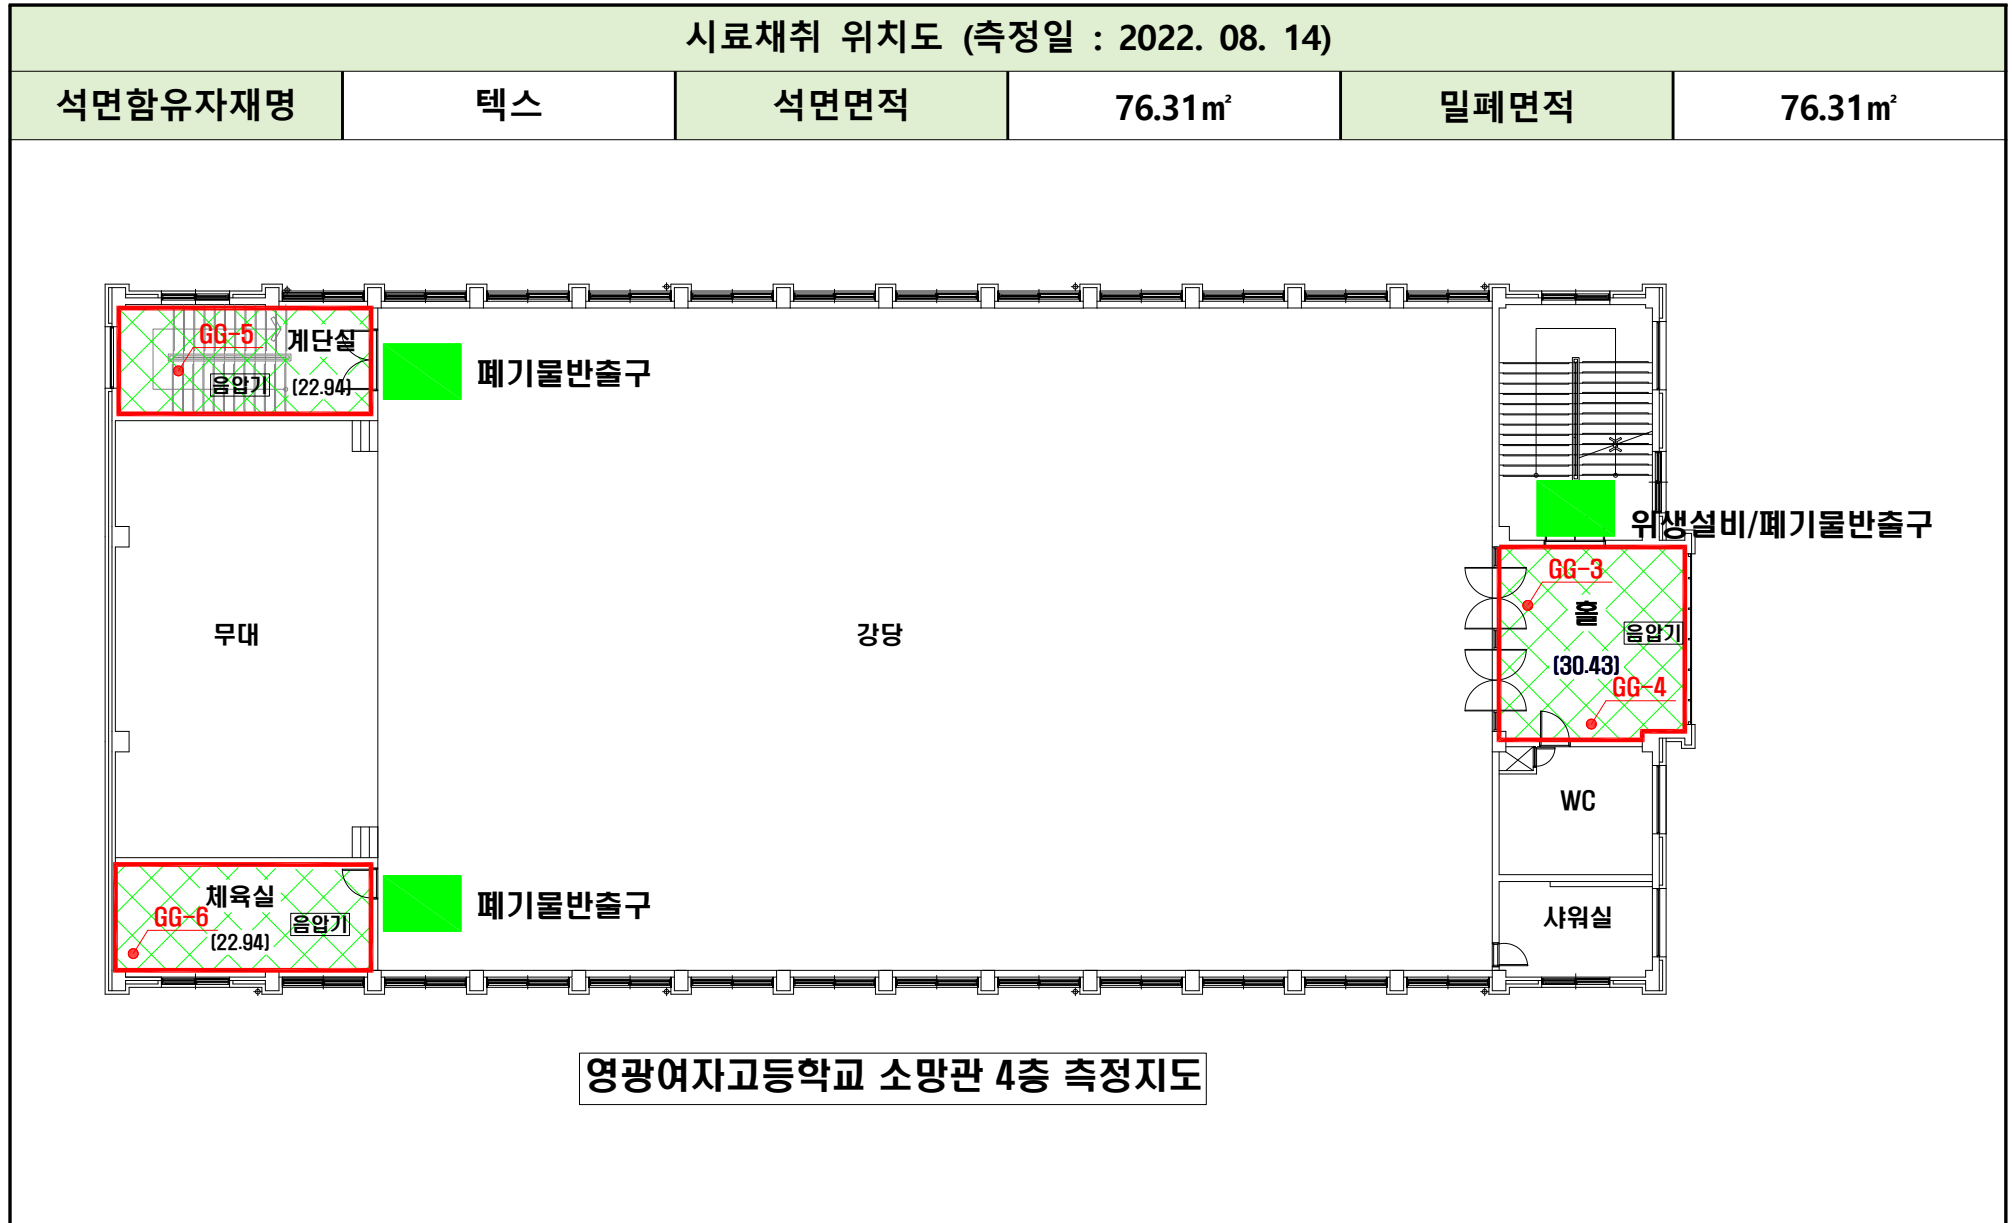 시료채취 위치도 (측정일 : 2022. 08. 14)
석면함유자재명 텍스 석면면적 76.31㎡ 밀폐면적 76.31㎡
GG-5
계단실
음압기
(22.94)
폐기물반출구
위생설비/폐기물반출구
GG-3
홀
음압기
(30.43)
GG-4
무대
강당
WC
체육실
GG-6
음압기
(22.94)
폐기물반출구
샤워실
영광여자고등학교 소망관 4층 측정지도